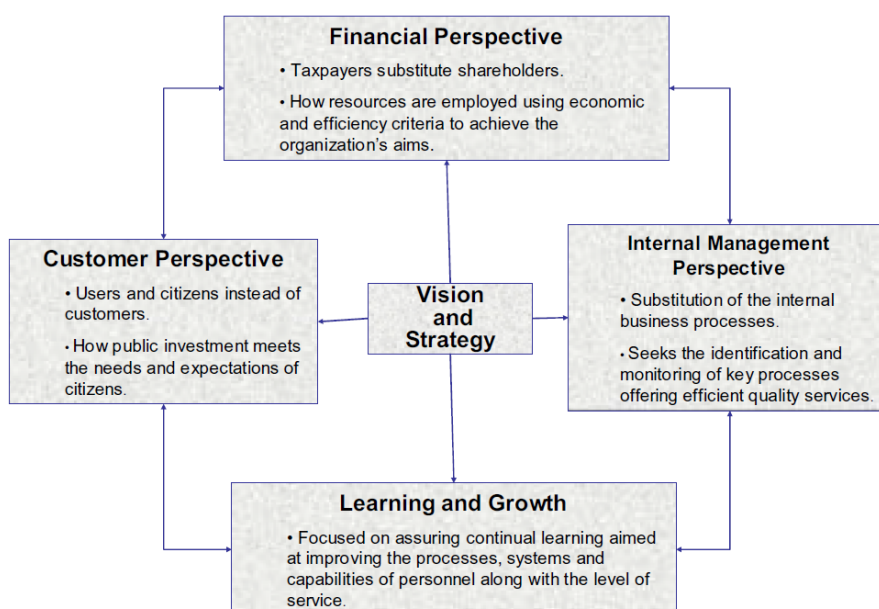 Financial Perspective
• Taxpayers substitute shareholders.
• How resources are employed using economic
and efficiency criteria to achieve the
organization's aims.
Customer Perspective
• Users and citizens instead of
customers.
• How public investment meets
the needs and expectations of
citizens.
Vision
and
Strategy
Internal Management
Perspective
• Substitution of the internal
business processes.
• Seeks the identification and
monitoring of key processes
offering efficient quality services.
Learning and Growth
• Focused on assuring continual learning aimed
at improving the processes, systems and
capabilities of personnel along with the level of
service.